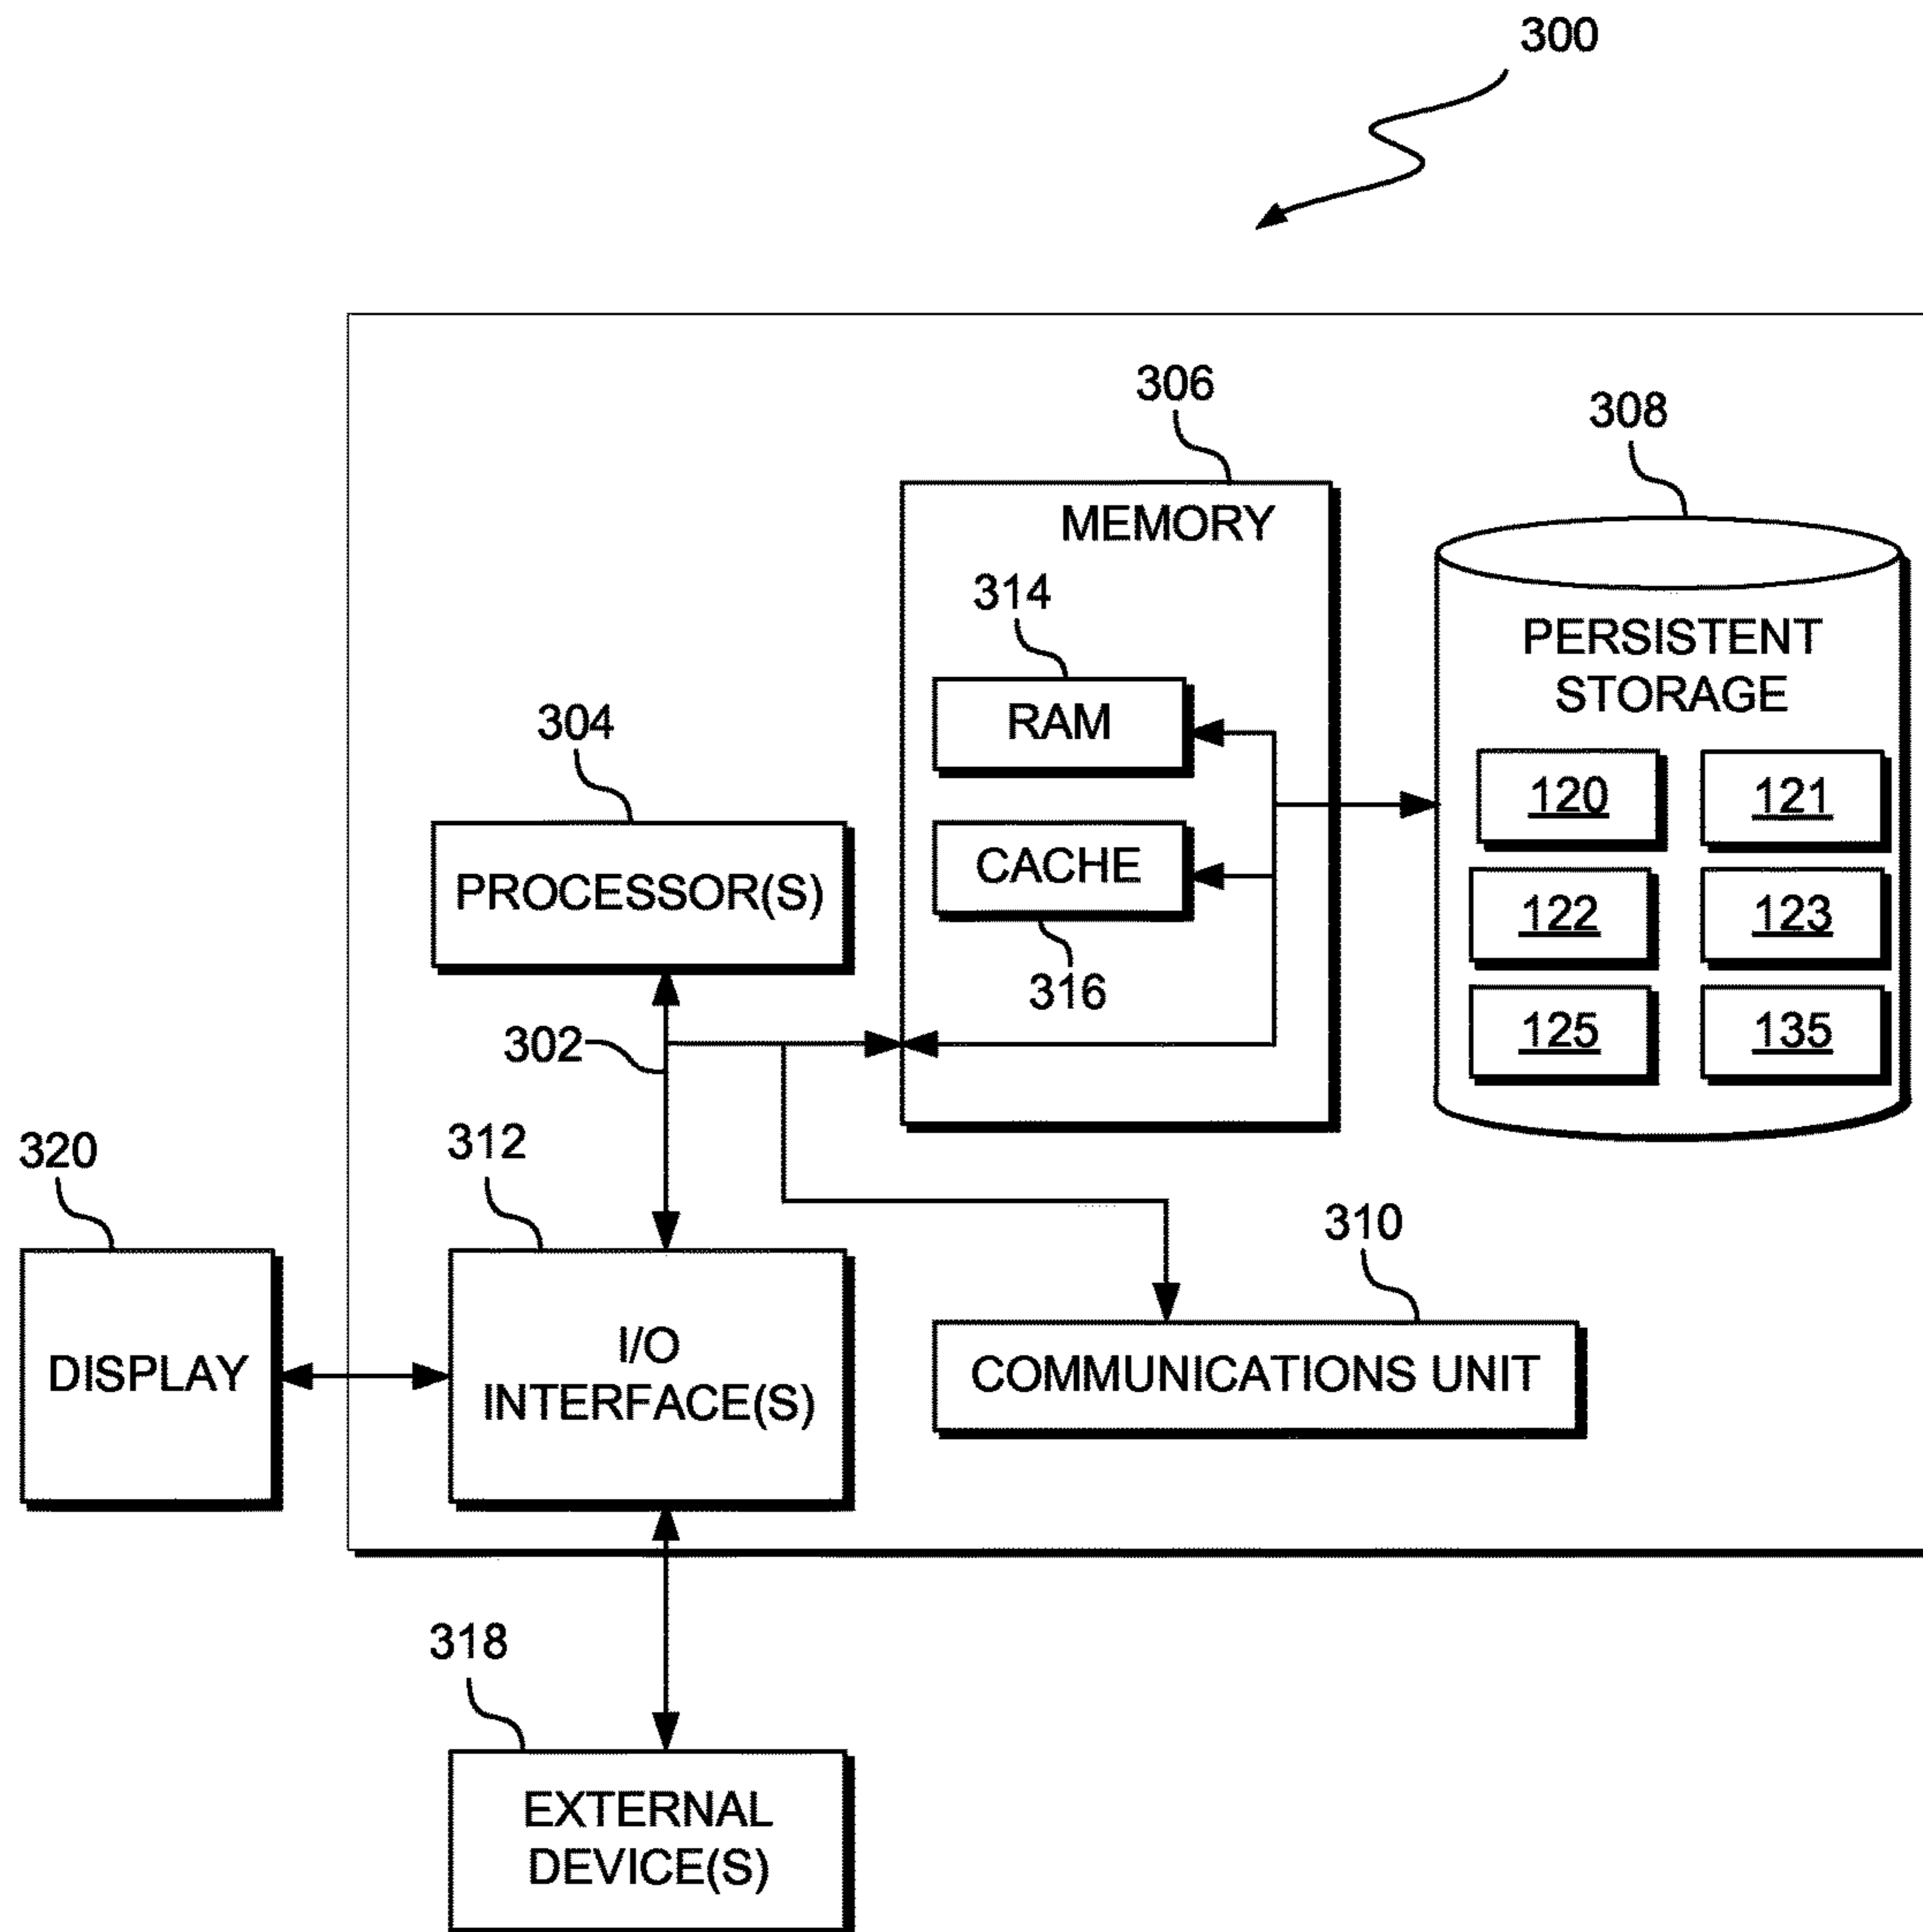 300
306
308
MEMORY
314
PERSISTENT
STORAGE
RAM
304
120
121
CACHE
PROCESSOR(S)
122
123
316
302
125
135
312
320
310
I/O
INTERFACE(S)
DISPLAY
COMMUNICATIONS UNIT
318
EXTERNAL
DEVICE(S)